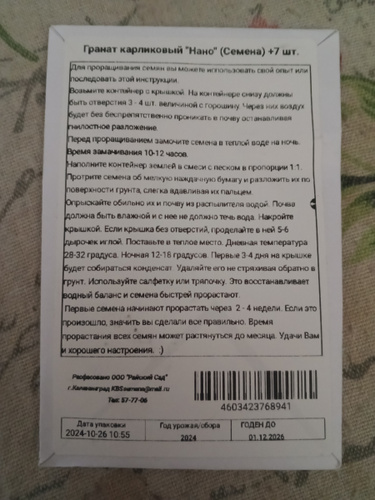 Гранат карликовый "Нано" (Семена) +7 шт.
Для проращивания семян вы можете использовать свой опыт или
последовать этой инструкции.
Возьмите контейнер с крышкой. На контейнере снизу должны
быть отверстия 3 - 4 шт. величиной с горошину. Через них воздух
будет без беспрепятственно проникать в почву останавливая
гнилостное разложение.
Перед проращиванием замочите семена в теплой воде на ночь.
Время замачивания 10-12 часов.
Наполните контейнер землей в смеси с песком в пропорции 1:1.
Протрите семена об мелкую наждачную бумагу и разложить их по
поверхности грунта, слегка вдавливая их пальцем.
Опрыскайте обильно их и почву из распылителя водой. Почва
должна быть влажной и с нее не должно течь вода. Накройте
крышкой. Если крышка без отверстий, проделайте в ней 5-6
дырочек иглой. Поставьте в теплое место. Дневная температура
28-32 градуса. Ночная 12-16 градусов. Первые 3-4 дня на крышке
будет собираться конденсат. Удаляйте его не стряхивая обратно в
грунт. Используйте салфетку или тряпочку. Это восстанавливает
водный баланс и семена быстрей прорастают.
Первые семена начинают прорастать через 2 - 4 недели. Если это
произошло, значит вы сделали все правильно. Время
прорастания всех семян может растянуться до месяца. Удачи Вам
и хорошего настроения. :)
Расфасовано ООО "Райский Сад"
г.Калининград
Тел: 57-77-06
4603423768941
Дата упаковки
2024-10-26 10:55
Год урожая/сбора
2024
ГОДЕН ДО
01.12.2026